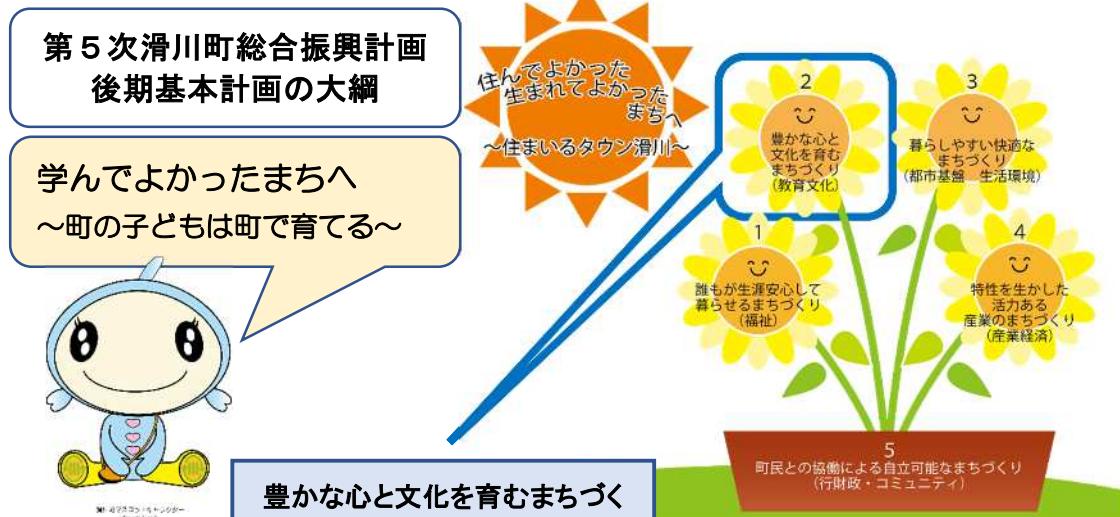 第５次滑川町総合振興計画
後期基本計画の大綱
学んでよかったまちへ
～町の子どもは町で育てる～
住んでよかった
生まれてよかった
まちへ
～住まいるタウン滑川～
2
豊かな心と
文化を育む
まちづくり
(教育文化)
3
暮らしやすい快適な
まちづくり
(都市基盤　生活環境)
1
誰もが生涯安心して
暮らせるまちづくり
(福祉)
4
特性を生かした
活力ある
産業のまちづくり
(産業経済)
5
町民との協働による自立可能なまちづくり
(行財政・コミュニティ)
豊かな心と文化を育むまちづく